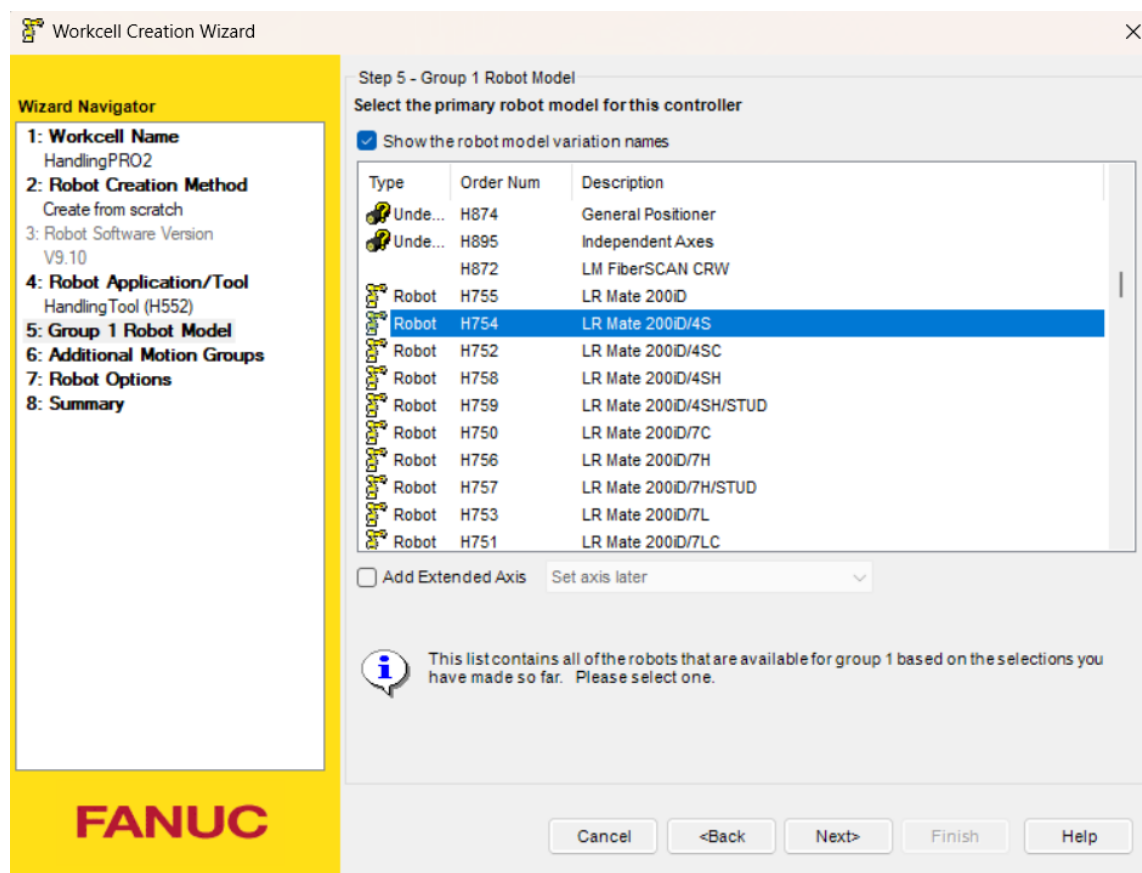 Workcell Creation Wizard
Wizard Navigator
1: Workcell Name
HandlingPRO2
2: Robot Creation Method
Create from scratch
3: Robot Software Version
V9.10
4: Robot Application/Tool
HandlingTool (H552)
5: Group 1 Robot Model
6: Additional Motion Groups
7: Robot Options
8: Summary
FANUC
Step 5 - Group 1 Robot Model
Select the primary robot model for this controller
Show the robot model variation names
Type Order Num Description
Unde... H874 General Positioner
Unde... H895 Independent Axes
H872 LM FiberSCAN CRW
Robot H755 LR Mate 200iD
Robot H754 LR Mate 200iD/4S
Robot H752 LR Mate 200iD/4SC
Robot H758 LR Mate 200iD/4SH
Robot H759 LR Mate 200iD/4SH/STUD
Robot H750 LR Mate 200iD/7C
Robot H756 LR Mate 200iD/7H
Robot H757 LR Mate 200iD/7H/STUD
Robot H753 LR Mate 200iD/7L
Robot H751 LR Mate 200iD/7LC
Add Extended Axis Set axis later
This list contains all of the robots that are available for group 1 based on the selections you
have made so far. Please select one.
Cancel <Back Next> Finish Help